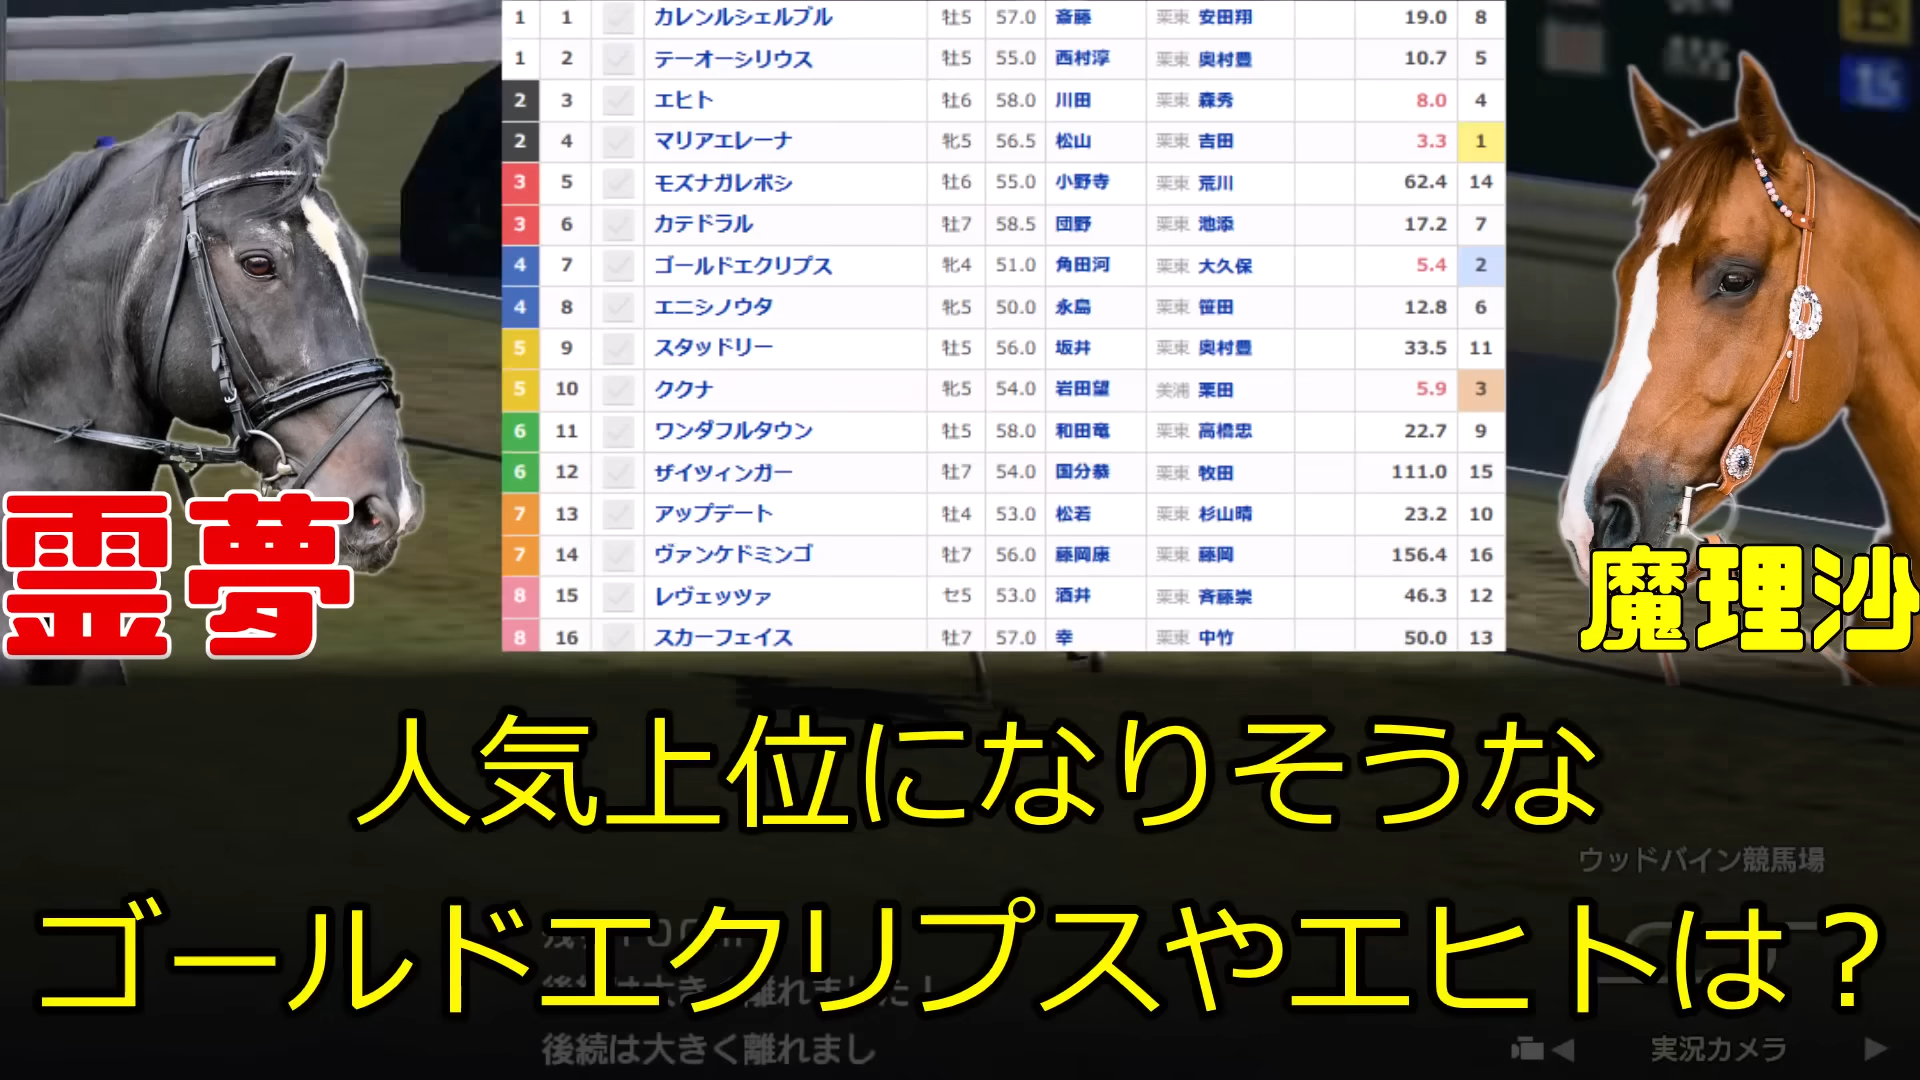 1 1 カレンルシェルブル 牡5 57.0 斎藤 栗東 安田翔 19.0 8
1 2 テーオーシリウス 牡5 55.0 西村淳 栗東 奥村豊 10.7 5
2 3 エヒト 牡6 58.0 川田 栗東 森秀 8.0 4
2 4 マリアエレーナ 牝5 56.5 松山 栗東 吉田 3.3 1
3 5 モズナガレボシ 牡6 55.0 小野寺 栗東 荒川 62.4 14
3 6 カテドラル 牡7 58.5 団野 栗東 池添 17.2 7
4 7 ゴールドエクリプス 牝4 51.0 角田河 栗東 大久保 5.4 2
4 8 エニシノウタ 牝5 50.0 永島 栗東 笹田 12.8 6
5 9 スタッドリー 牡5 56.0 坂井 栗東 奥村豊 33.5 11
5 10 ククナ 牝5 54.0 岩田望 美浦 栗田 5.9 3
6 11 ワンダフルタウン 牡5 58.0 和田竜 栗東 高橋忠 22.7 9
6 12 ザイツィンガー 牡7 54.0 国分恭 栗東 牧田 111.0 15
7 13 アップデート 牡4 53.0 松若 栗東 杉山晴 23.2 10
7 14 ヴァンケドミンゴ 牡7 56.0 藤岡康 栗東 藤岡 156.4 16
8 15 レヴェッツァ セ5 53.0 酒井 栗東 斉藤崇 46.3 12
8 16 スカーフェイス 牡7 57.0 幸 栗東 中竹 50.0 13
15
霊夢
魔理沙
人気上位になりそうな
ウッドバイン競馬場
ゴールドエクリプスやエヒトは？
後続は大きく離れました！
後続は大きく離れまし
実況カメラ